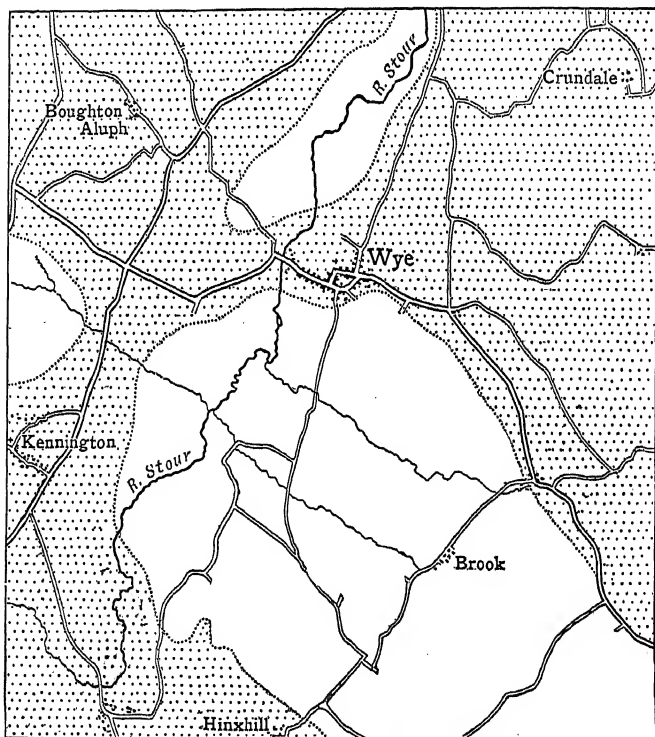 R. Stour
Crundale
Boughton
Aluph
Wye
Kennington
R. Stour
Brook
Hinxhill